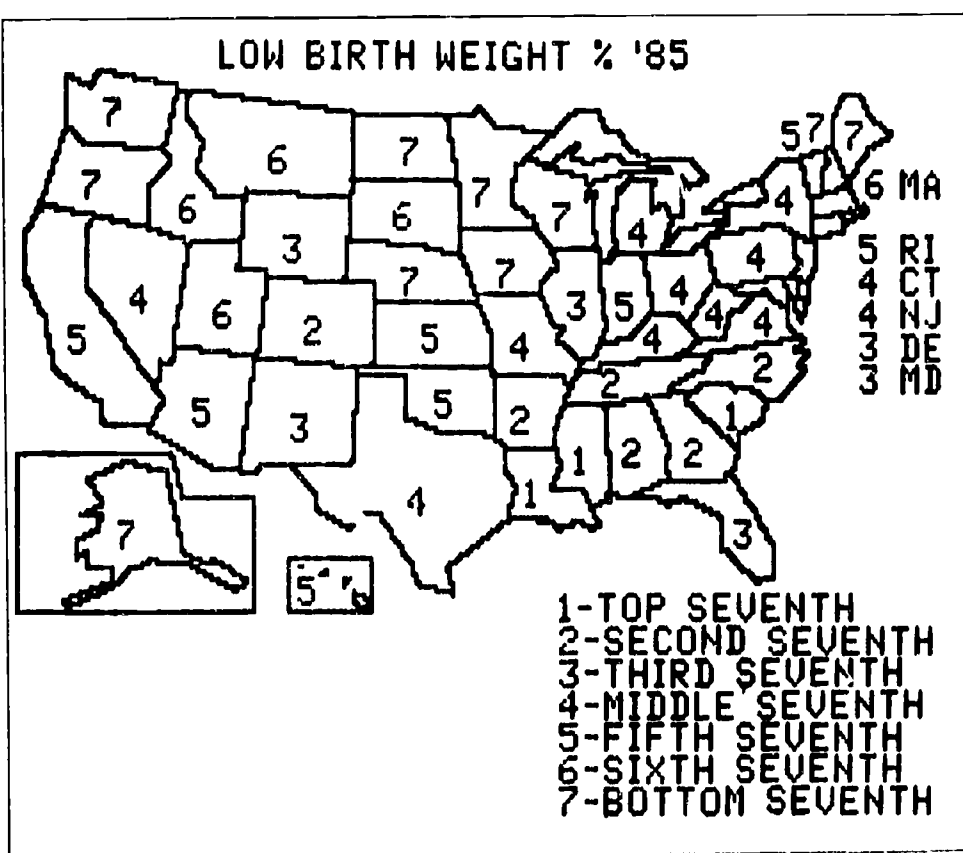 LOW BIRTH WEIGHT % '85
7 7 7
5 7 7
6 7
6 MA
7 6 6 7 4
3 7 7 4
5 RI
4 4
4 CT
5 4 6 2 5 3 5 4 4 4
4 NJ
4 4
3 DE
5 3 5 2 2 2
3 MD
1 2 2 1
7 4 1 3
5
1-TOP SEVENTH
2-SECOND SEVENTH
3-THIRD SEVENTH
4-MIDDLE SEVENTH
5-FIFTH SEVENTH
6-SIXTH SEVENTH
7-BOTTOM SEVENTH